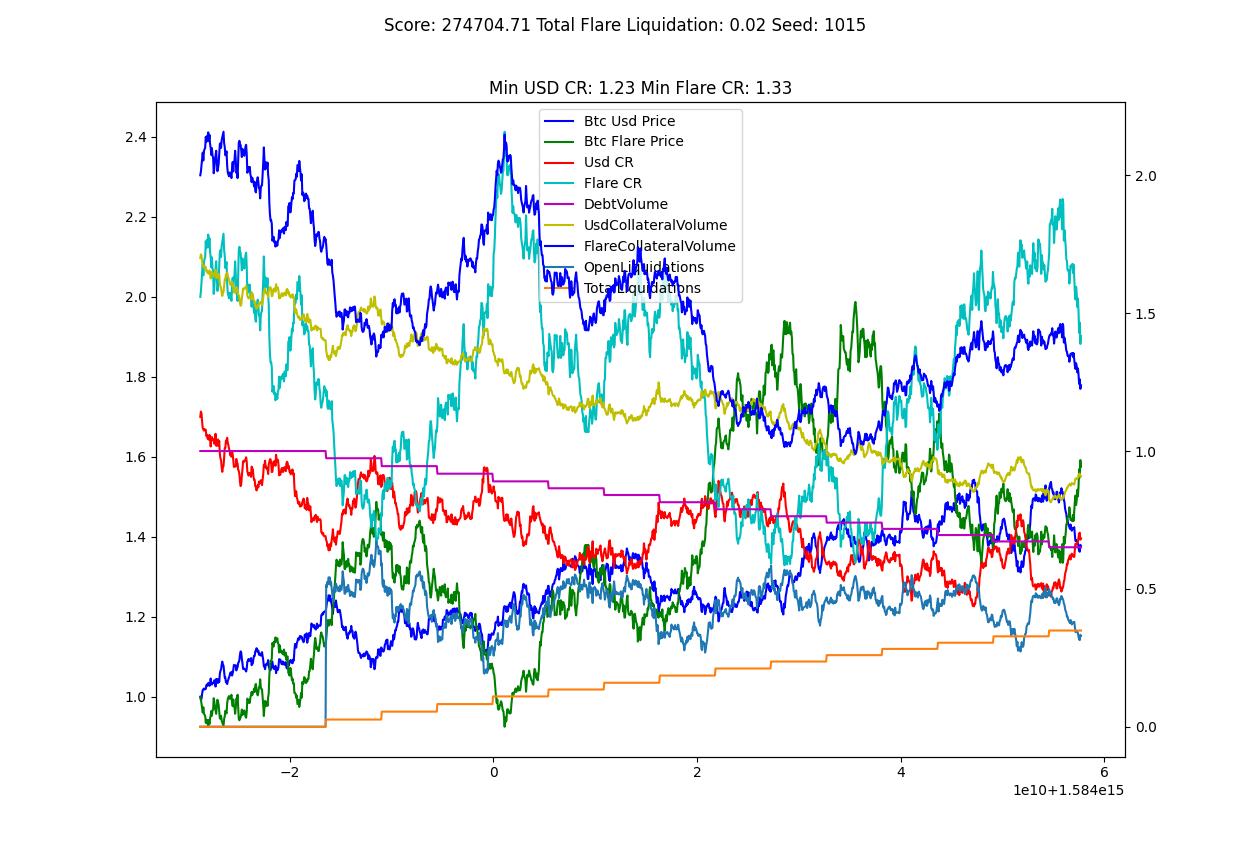 Score: 274704.71 Total Flare Liquidation: 0.02 Seed: 1015
Min USD CR: 1.23 Min Flare CR: 1.33
Btc Usd Price
Btc Flare Price
Usd CR
Flare CR
DebtVolume
UsdCollateralVolume
FlareCollateralVolume
OpenLiquidations
TotalLiquidations
2.4
2.2
2.0
1.8
1.6
1.4
1.2
1.0
2.0
1.5
1.0
0.5
0.0
−2 0 2 4 6
1e10+1.584e15